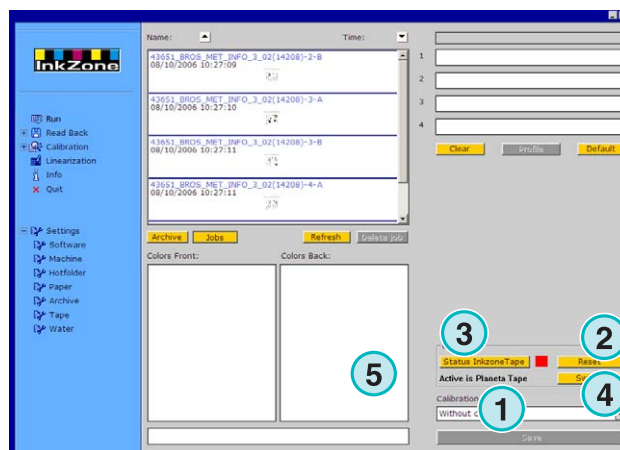 InkZone
Run
Read Back
Calibration
Linearization
Info
Quit
Settings
Software
Machine
Hotfolder
Paper
Archive
Tape
Water
Name: Time:
43651_BROS_MET_INFO_3_02(14208)-2-B
08/10/2006 10:27:09
43651_BROS_MET_INFO_3_02(14208)-3-A
08/10/2006 10:27:10
43651_BROS_MET_INFO_3_02(14208)-3-B
08/10/2006 10:27:11
43651_BROS_MET_INFO_3_02(14208)-4-A
08/10/2006 10:27:11
Archive Jobs Refresh Delete job
Colors Front: Colors Back:
5
1
2
3
4
Clear Profile Default
3
2
Status InkzoneTape Reset
Active is Planeta Tape
4
Calibration
1
Without
Save